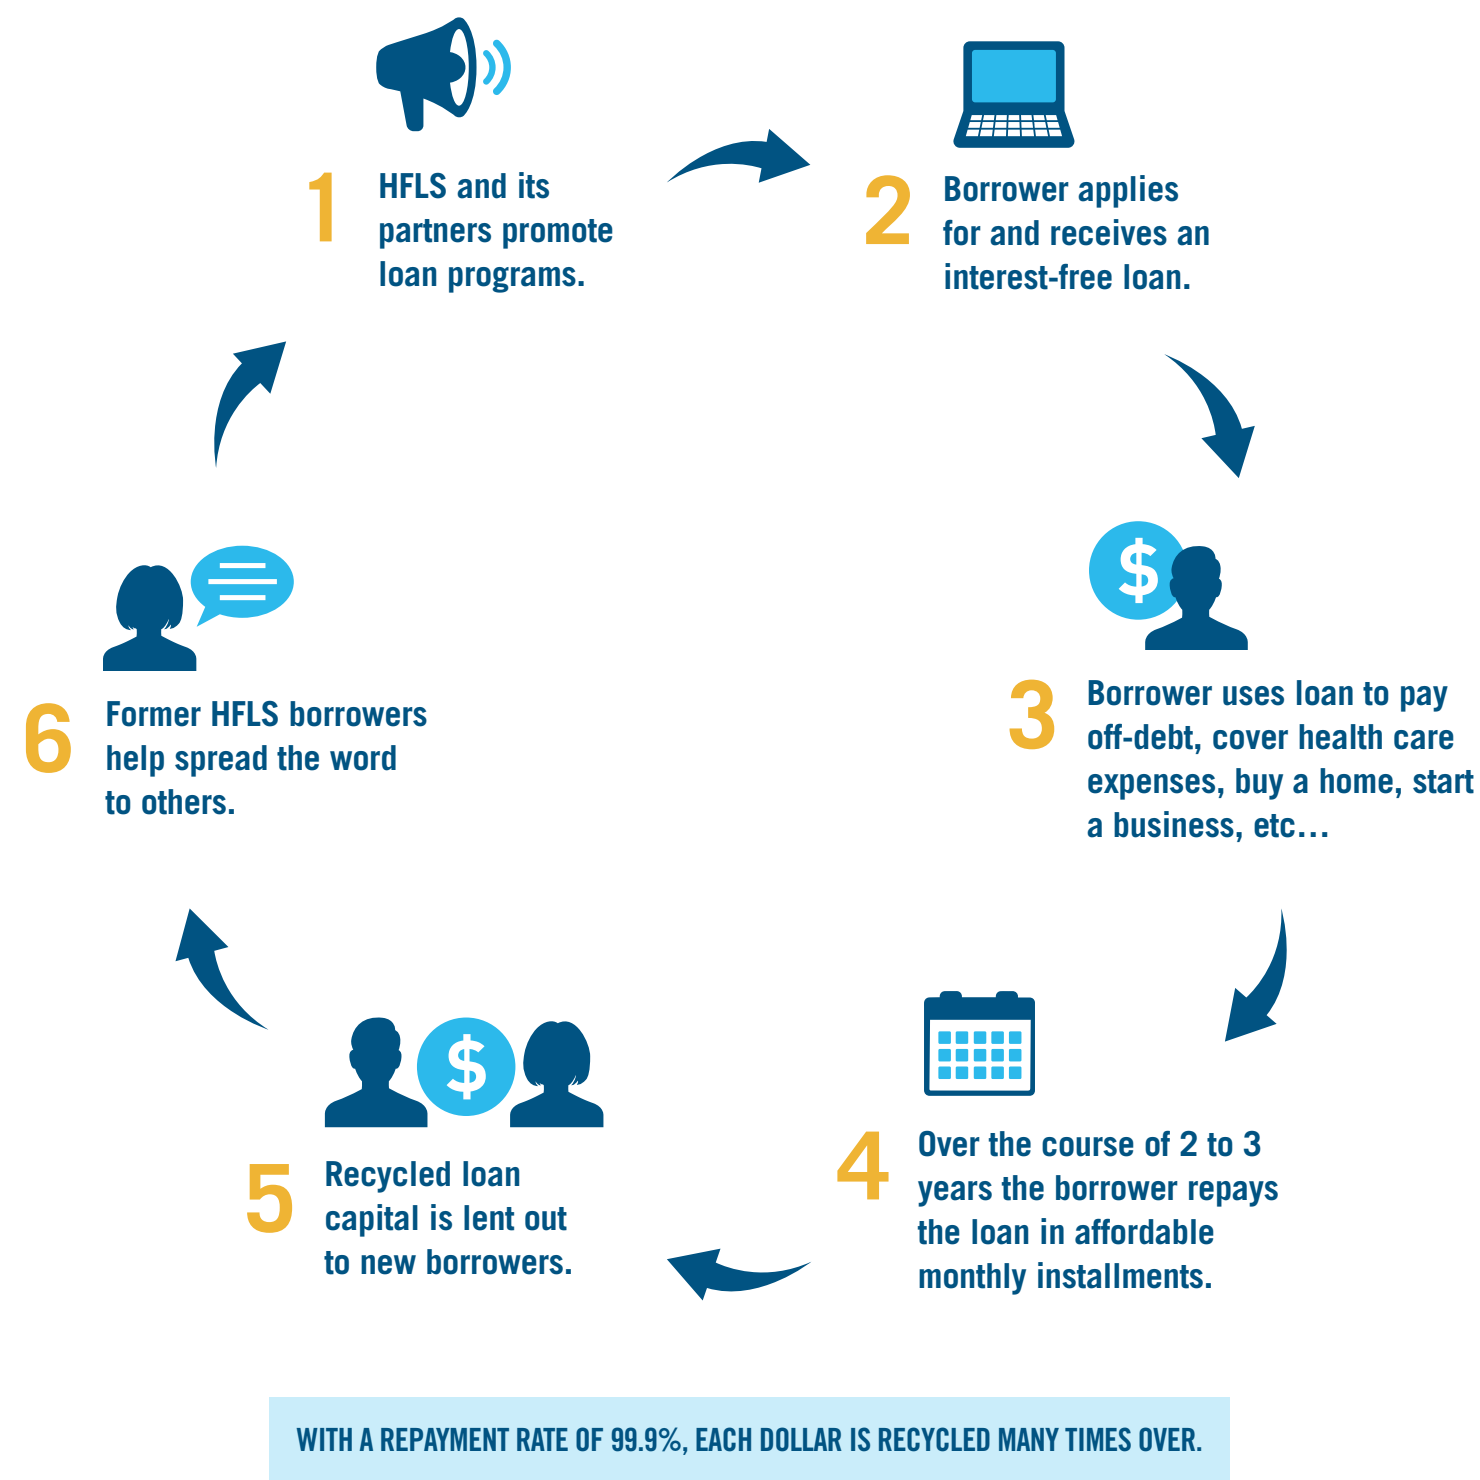 1
HFLS and its
partners promote
loan programs.
2
Borrower applies
for and receives an
interest-free loan.
$
3
Borrower uses loan to pay
off-debt, cover health care
expenses, buy a home, start
a business, etc…
4
Over the course of 2 to 3
years the borrower repays
the loan in affordable
monthly installments.
$
5
Recycled loan
capital is lent out
to new borrowers.
6
Former HFLS borrowers
help spread the word
to others.
WITH A REPAYMENT RATE OF 99.9%, EACH DOLLAR IS RECYCLED MANY TIMES OVER.